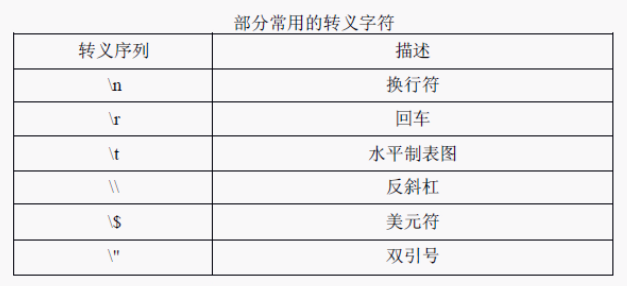 部分常用的转义字符
转义序列 描述
\n 换行符
\r 回车
\t 水平制表图
\\ 反斜杠
\$ 美元符
\" 双引号